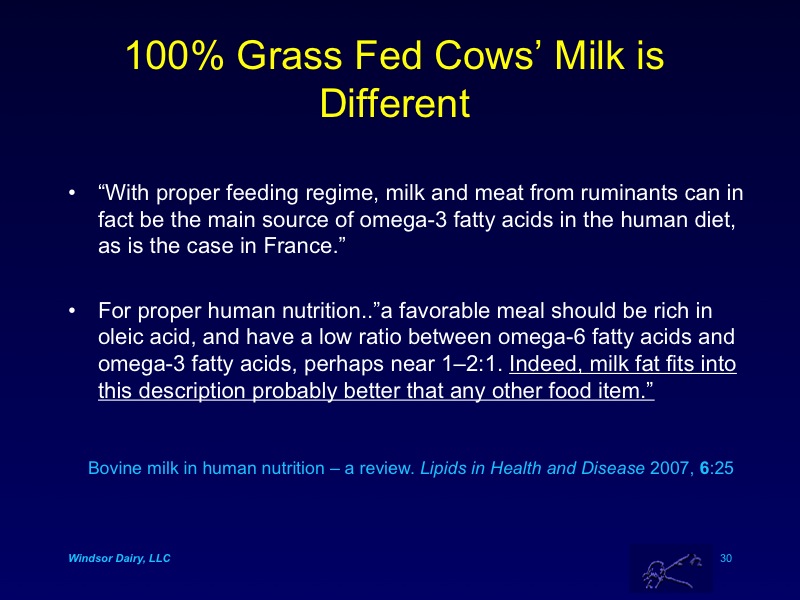 100% Grass Fed Cows’ Milk is
Different
• “With proper feeding regime, milk and meat from ruminants can in
fact be the main source of omega-3 fatty acids in the human diet,
as is the case in France.”
• For proper human nutrition..”a favorable meal should be rich in
oleic acid, and have a low ratio between omega-6 fatty acids and
omega-3 fatty acids, perhaps near 1–2:1. Indeed, milk fat fits into
this description probably better that any other food item.”
Bovine milk in human nutrition – a review. Lipids in Health and Disease 2007, 6:25
Windsor Dairy, LLC
30